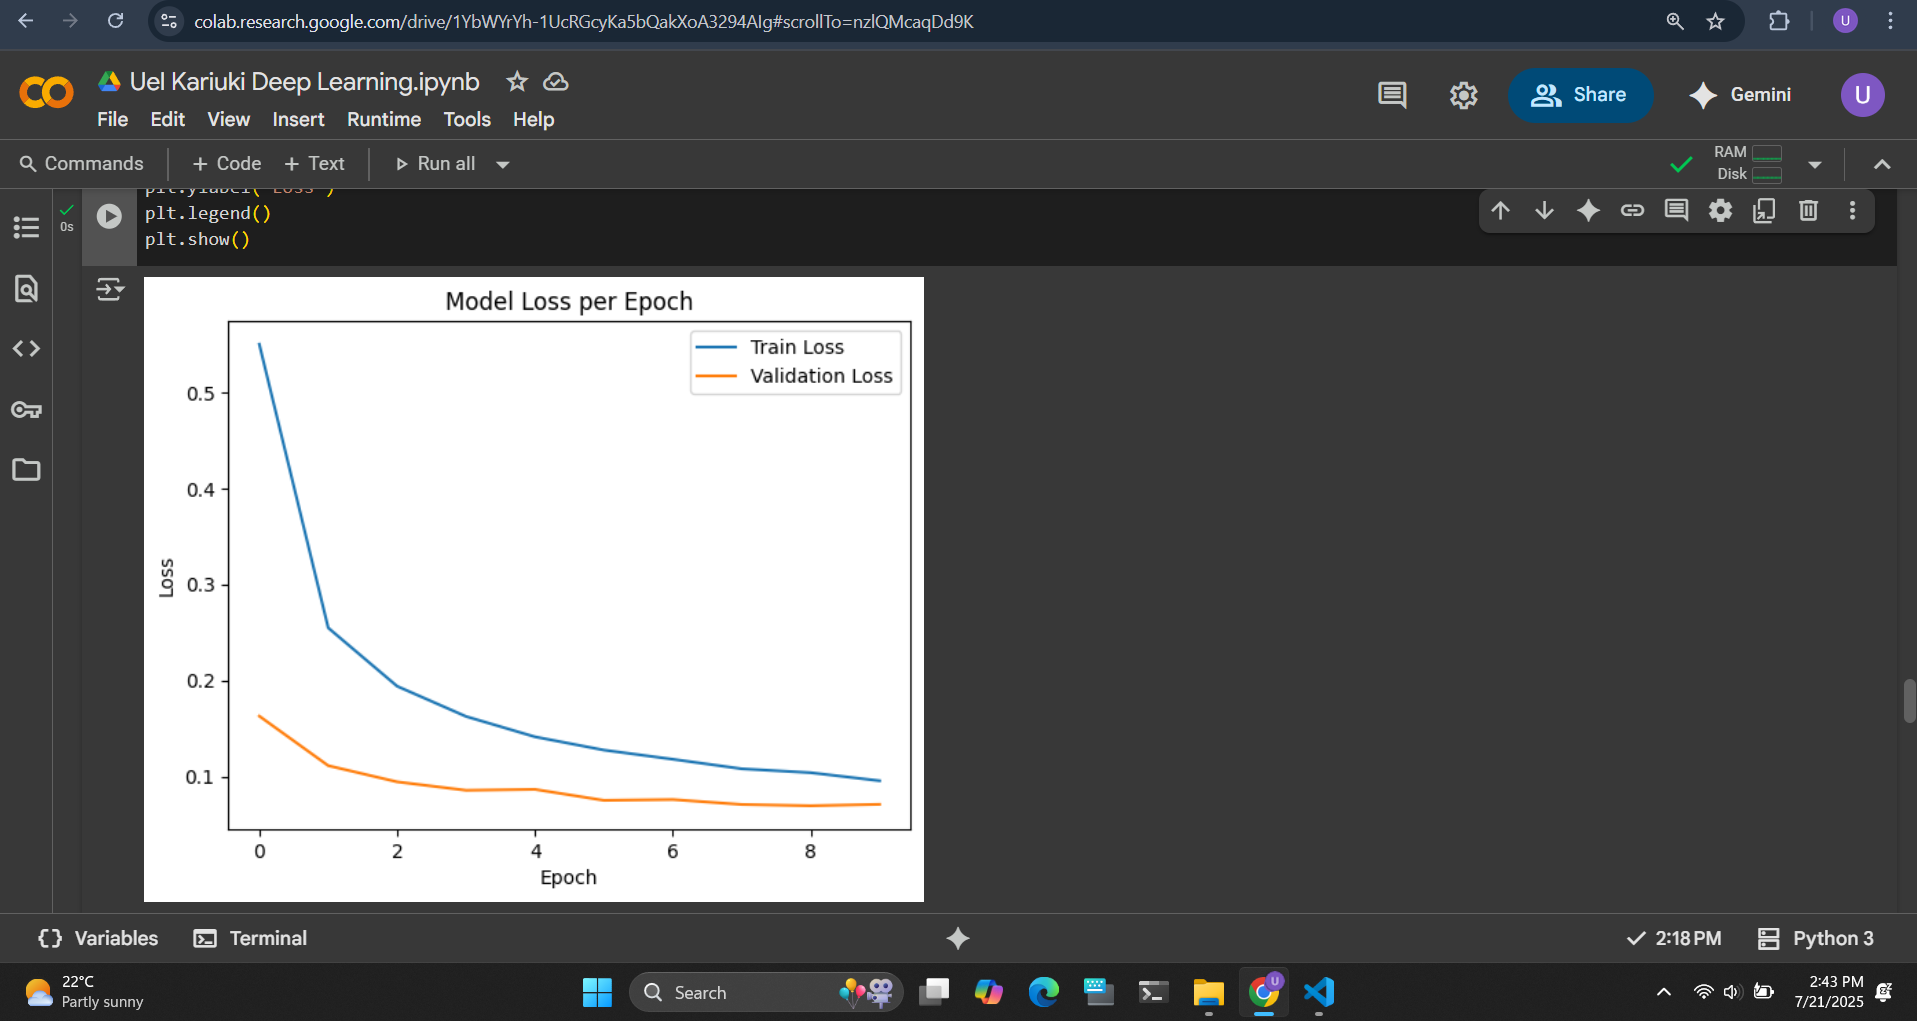 colab.research.google.com/drive/1YbWYrYh-1UcRGcyKa5bQakXoA3294AIg#scrollTo=nzlQMcaqDd9K
U
Uel Kariuki Deep Learning.ipynb
File Edit View Insert Runtime Tools Help
Share
Gemini
U
Commands + Code + Text Run all
RAM
Disk
plt.ylabel('Loss')
plt.legend()
plt.show()
0s
Model Loss per Epoch
Train Loss
Validation Loss
0.5
0.4
0.3
0.2
0.1
Loss
0 2 4 6 8
Epoch
Variables Terminal
2:18 PM Python 3
22°C
Partly sunny
Search
U
2:43 PM
7/21/2025